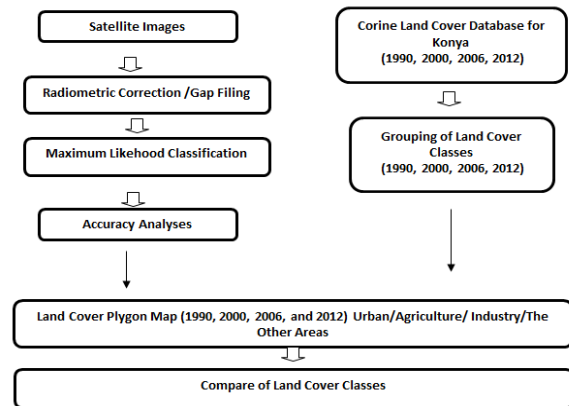 Satellite Images
Radiometric Correction /Gap Filing
Maximum Likehood Classification
Accuracy Analyses
Corine Land Cover Database for
Konya
(1990, 2000, 2006, 2012)
Grouping of Land Cover
Classes
(1990, 2000, 2006, 2012)
Land Cover Plygon Map (1990, 2000, 2006, and 2012) Urban/Agriculture/ Industry/The
Other Areas
Compare of Land Cover Classes